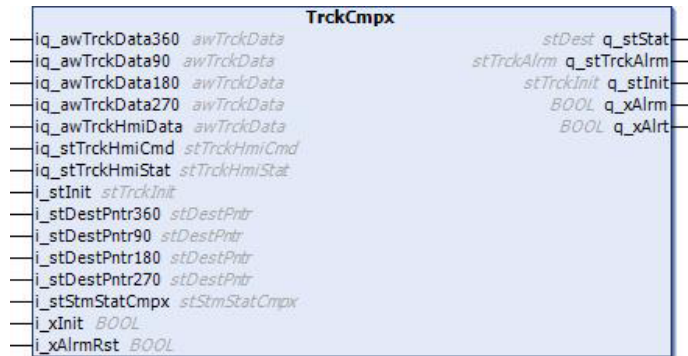 TrckCmpx
iq_awTrckData360 awTrckData stDest q_stStat
iq_awTrckData90 awTrckData stTrckAlrm q_stTrckAlrm
iq_awTrckData180 awTrckData stTrckInit q_stInit
iq_awTrckData270 awTrckData BOOL q_xAlrm
iq_awTrckHmiData awTrckData BOOL q_xAlrt
iq_stTrckHmiCmd stTrckHmiCmd
iq_stTrckHmiStat stTrckHmiStat
i_stInit stTrckInit
i_stDestPntr360 stDestPntr
i_stDestPntr90 stDestPntr
i_stDestPntr180 stDestPntr
i_stDestPntr270 stDestPntr
i_stStmStatCmpx stStmStatCmpx
i_xInit BOOL
i_xAlrmRst BOOL